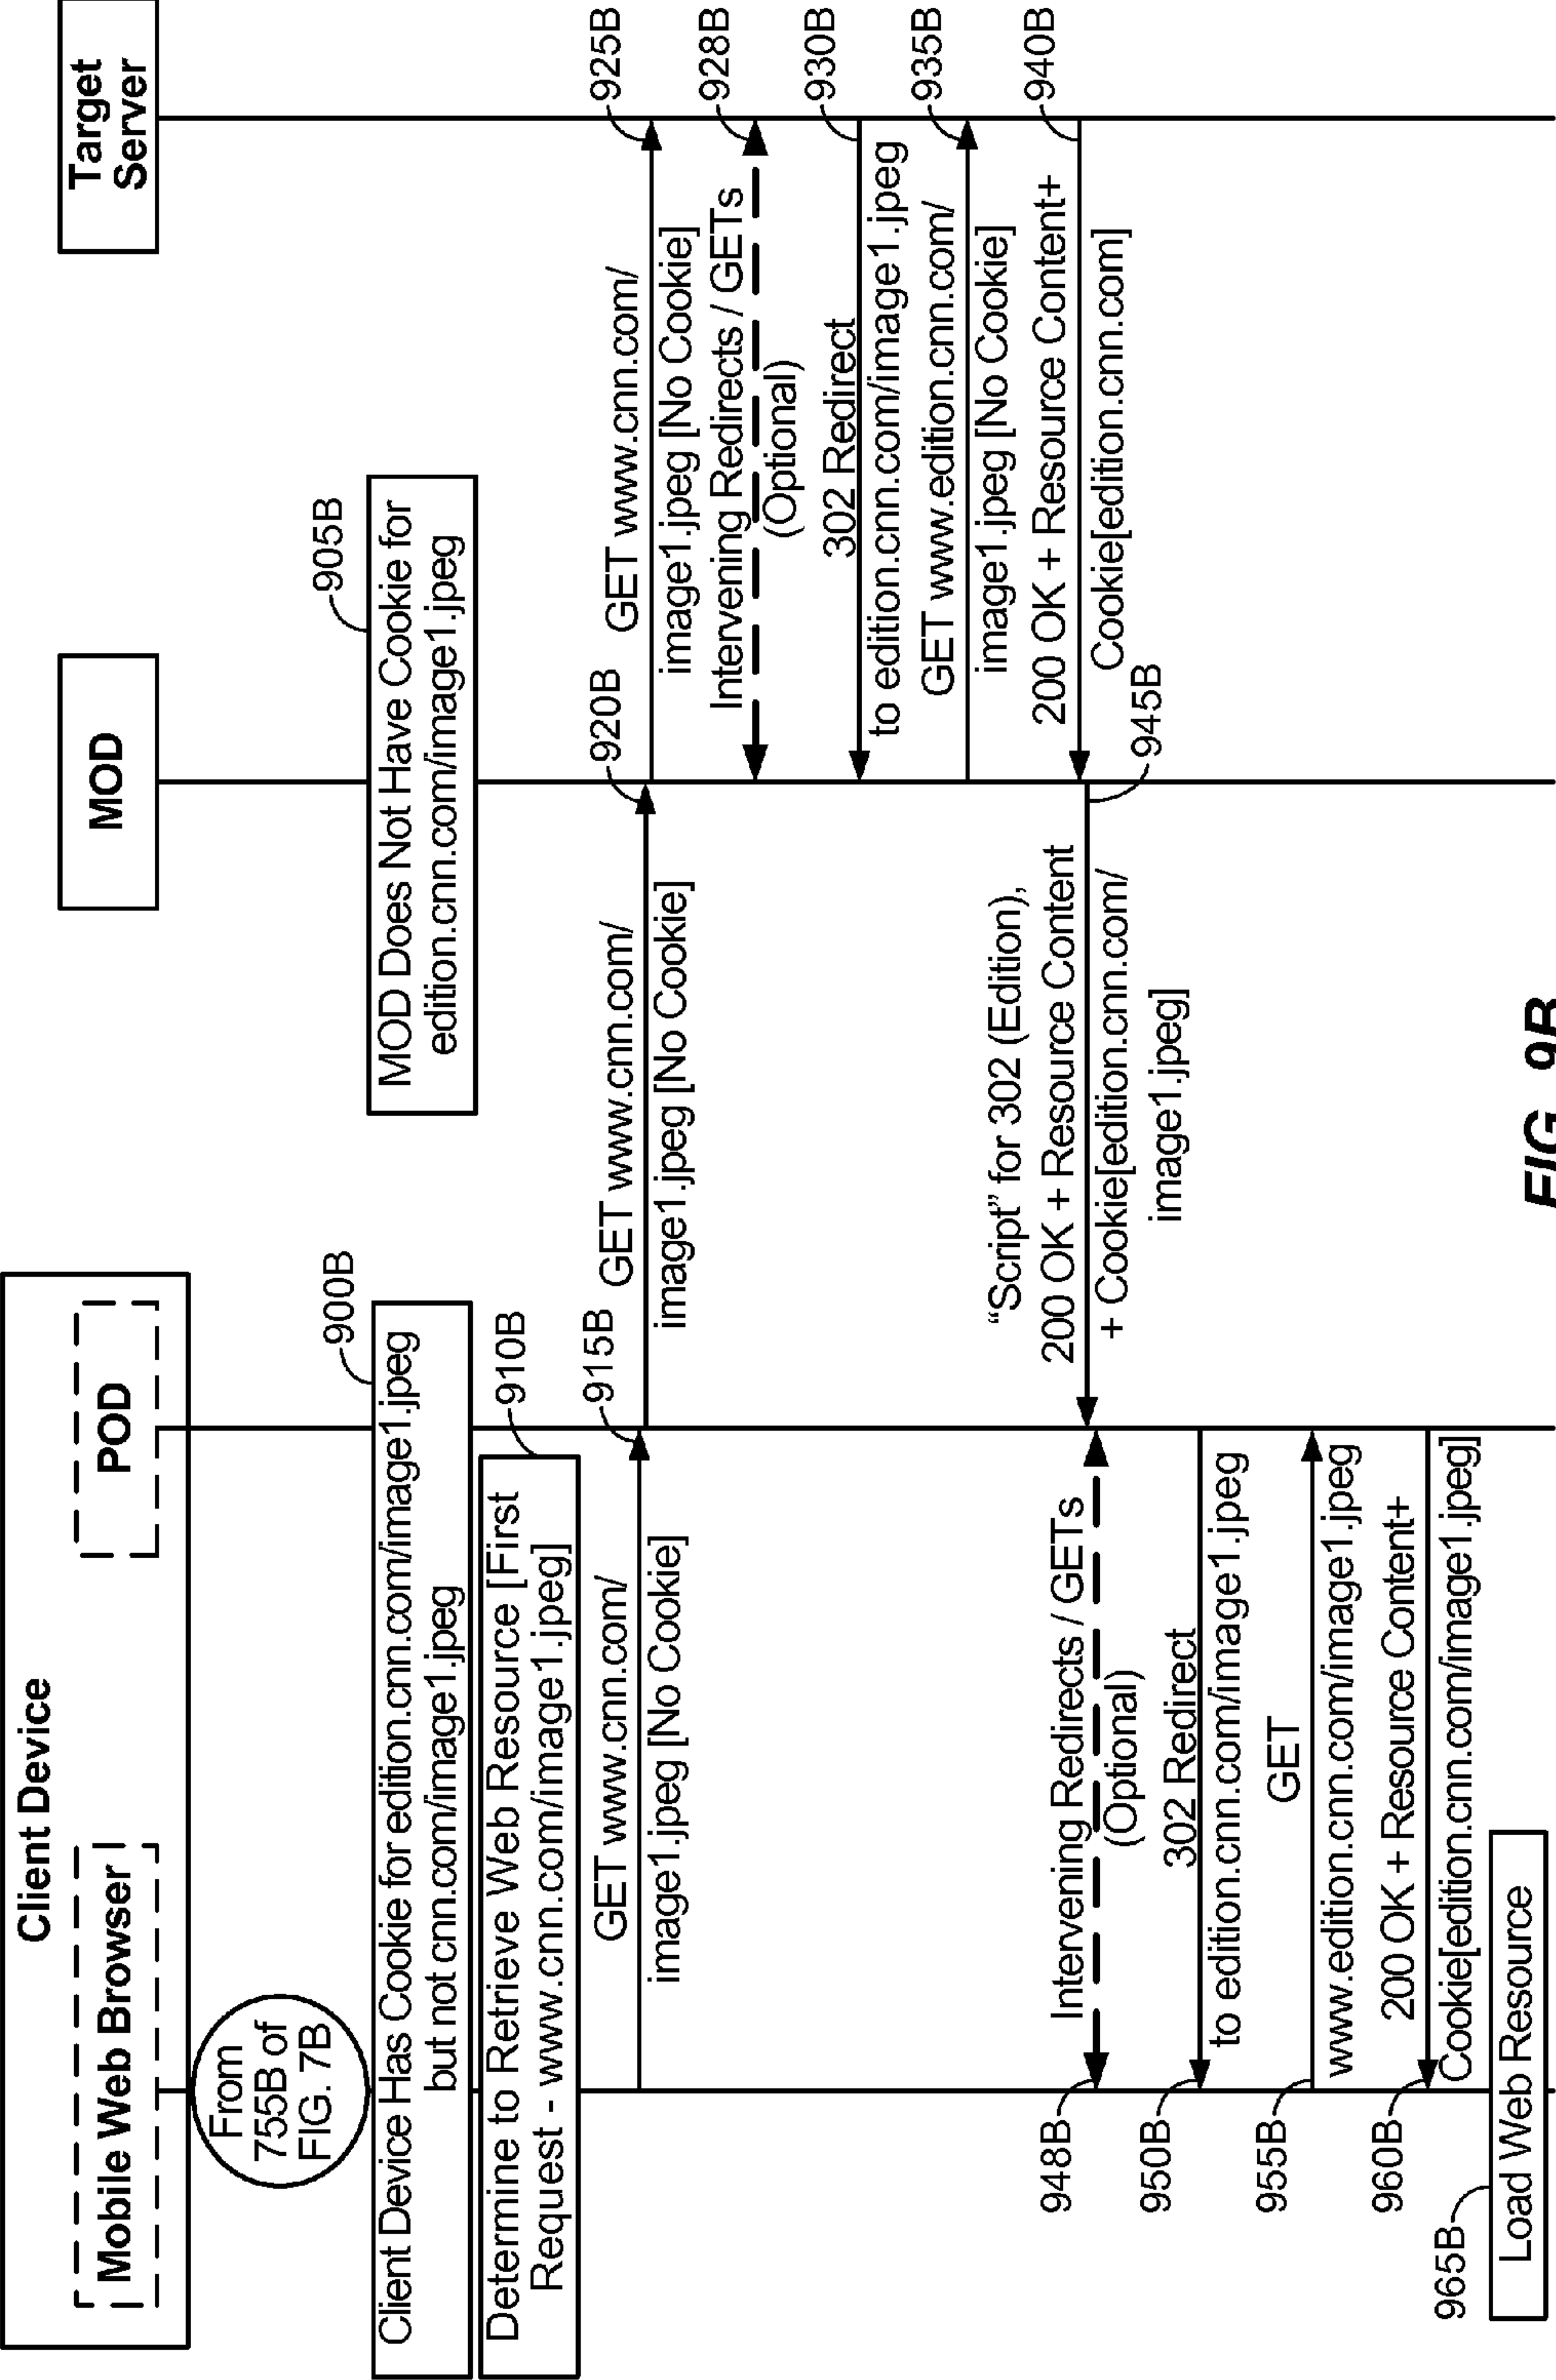 Client Device
Mobile Web Browser
POD
MOD
Target
Server
From
755B of
FIG. 7B
900B
Client Device Has Cookie for edition.cnn.com/image1.jpeg
but not cnn.com/image1.jpeg
905B
MOD Does Not Have Cookie for
edition.cnn.com/image1.jpeg
910B
Determine to Retrieve Web Resource [First
Request - www.cnn.com/image1.jpeg]
915B
GET www.cnn.com/
image1.jpeg [No Cookie]
920B
GET www.cnn.com/
image1.jpeg [No Cookie]
925B
GET www.cnn.com/
image1.jpeg [No Cookie]
928B
Intervening Redirects / GETs
(Optional)
930B
302 Redirect
to edition.cnn.com/image1.jpeg
935B
GET www.edition.cnn.com/
image1.jpeg [No Cookie]
940B
200 OK + Resource Content+
Cookie[edition.cnn.com]
945B
“Script” for 302 (Edition),
200 OK + Resource Content
+ Cookie[edition.cnn.com/
image1.jpeg]
948B
Intervening Redirects / GETs
(Optional)
950B
302 Redirect
to edition.cnn.com/image1.jpeg
955B
GET
www.edition.cnn.com/image1.jpeg
960B
200 OK + Resource Content+
Cookie[edition.cnn.com/image1.jpeg]
965B
Load Web Resource
FIG. 9B